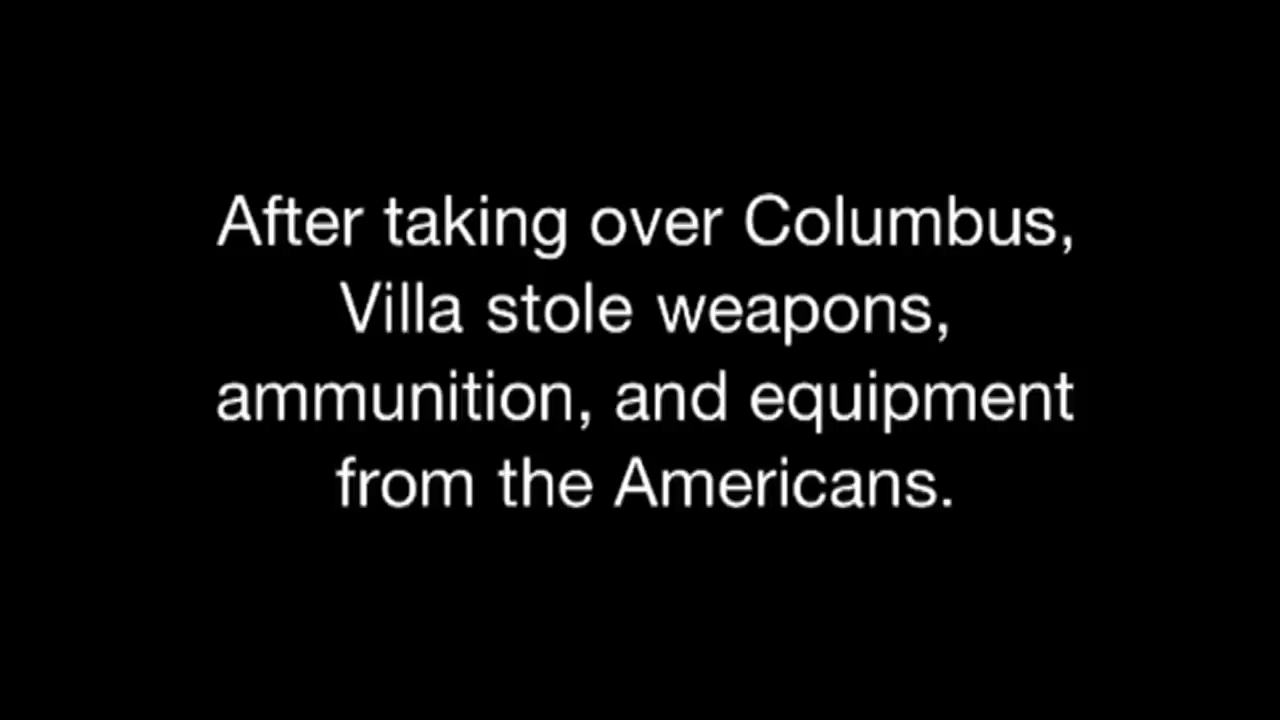 After taking over Columbus,
Villa stole weapons,
ammunition, and equipment
from the Americans.